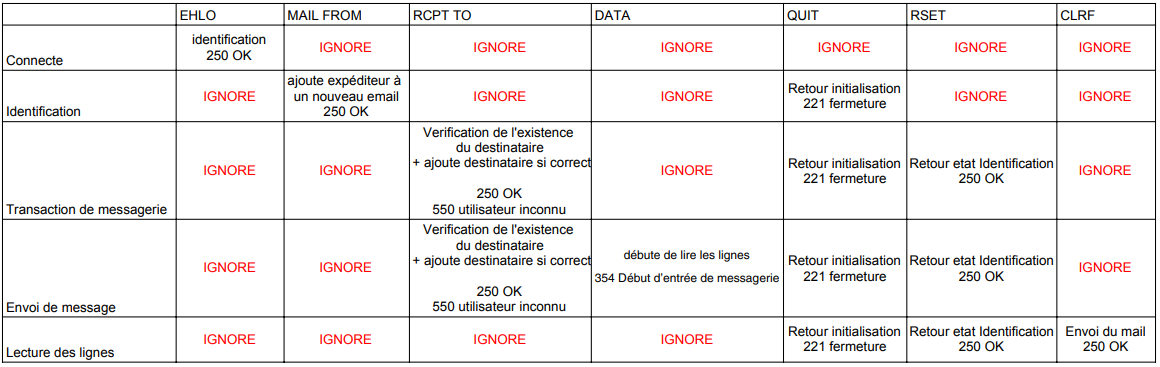 EHLO MAIL FROM RCPT TO DATA QUIT RSET CLRF
Connecte
identification
250 OK
IGNORE
IGNORE
IGNORE
IGNORE
IGNORE
IGNORE
Identification
IGNORE
ajoute expéditeur à
un nouveau email
250 OK
IGNORE
IGNORE
Retour initialisation
221 fermeture
IGNORE
IGNORE
Transaction de messagerie
IGNORE
IGNORE
Verification de l'existence
du destinataire
+ ajoute destinataire si correct
250 OK
550 utilisateur inconnu
IGNORE
Retour initialisation
221 fermeture
Retour etat Identification
250 OK
IGNORE
Envoi de message
IGNORE
IGNORE
Verification de l'existence
du destinataire
+ ajoute destinataire si correct
250 OK
550 utilisateur inconnu
débute de lire les lignes
354 Début d'entrée de messagerie
Retour initialisation
221 fermeture
Retour etat Identification
250 OK
IGNORE
Lecture des lignes
IGNORE
IGNORE
IGNORE
IGNORE
Retour initialisation
221 fermeture
Retour etat Identification
250 OK
Envoi du mail
250 OK